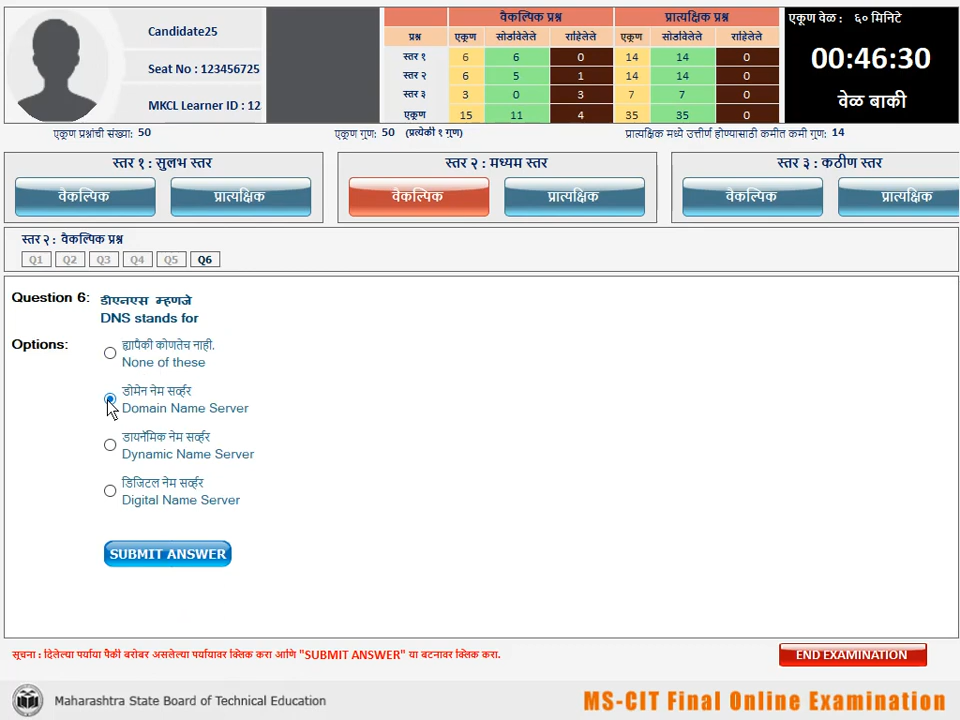 Candidate25
Seat No : 123456725
MKCL Learner ID : 12
वैकल्पिक प्रश्न प्रात्यक्षिक प्रश्न
प्रश्न एकूण सोडविलेले राहिलेले एकूण सोडविलेले राहिलेले
स्तर १ 6 6 0 14 14 0
स्तर २ 6 5 1 14 14 0
स्तर ३ 3 0 3 7 7 0
एकूण 15 11 4 35 35 0
एकूण वेळ : ६० मिनिटे
00:46:30
वेळ बाकी
एकूण प्रश्नांची संख्या: 50 एकूण गुण: 50 (प्रत्येकी १ गुण) प्रात्यक्षिक मध्ये उत्तीर्ण होण्यासाठी कमीत कमी गुण: 14
स्तर १ : सुलभ स्तर स्तर २ : मध्यम स्तर स्तर ३ : कठीण स्तर
वैकल्पिक प्रात्यक्षिक वैकल्पिक प्रात्यक्षिक वैकल्पिक प्रात्यक्षिक
स्तर २ : वैकल्पिक प्रश्न
Q1 Q2 Q3 Q4 Q5 Q6
Question 6: डीएनएस म्हणजे
DNS stands for
Options:
ह्यापैकी कोणतेच नाही.
None of these
डोमेन नेम सर्व्हर
Domain Name Server
डायनॅमिक नेम सर्व्हर
Dynamic Name Server
डिजिटल नेम सर्व्हर
Digital Name Server
SUBMIT ANSWER
सूचना : दिलेल्या पर्याया पैकी बरोबर असलेल्या पर्यायावर क्लिक करा आणि "SUBMIT ANSWER" या बटनावर क्लिक करा.
END EXAMINATION
Maharashtra State Board of Technical Education
MS-CIT Final Online Examination